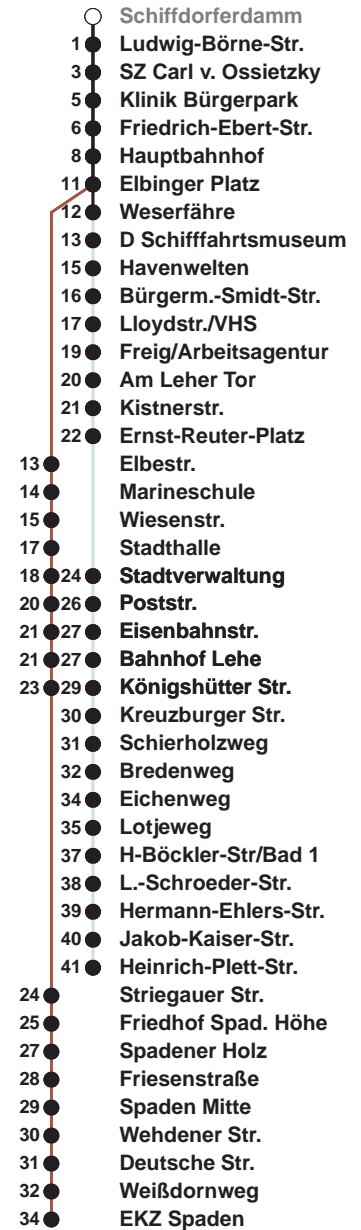 Schiffdorferdamm
1 Ludwig-Börne-Str.
3 SZ Carl v. Ossietzky
5 Klinik Bürgerpark
6 Friedrich-Ebert-Str.
8 Hauptbahnhof
11 Elbinger Platz
12 Weserfähre
13 D Schifffahrtsmuseum
15 Havenwelten
16 Bürgerm.-Smidt-Str.
17 Lloydstr./VHS
19 Freig/Arbeitsagentur
20 Am Leher Tor
21 Kistnerstr.
22 Ernst-Reuter-Platz
13 Elbestr.
14 Marineschule
15 Wiesenstr.
17 Stadthalle
18 24 Stadtverwaltung
20 26 Poststr.
21 27 Eisenbahnstr.
21 27 Bahnhof Lehe
23 29 Königshütter Str.
30 Kreuzburger Str.
31 Schierholzweg
32 Bredenweg
34 Eichenweg
35 Lotjeweg
37 H-Böckler-Str/Bad 1
38 L.-Schroeder-Str.
39 Hermann-Ehlers-Str.
40 Jakob-Kaiser-Str.
41 Heinrich-Plett-Str.
24 Striegauer Str.
25 Friedhof Spad. Höhe
27 Spadener Holz
28 Friesenstraße
29 Spaden Mitte
30 Wehdener Str.
31 Deutsche Str.
32 Weißdornweg
34 EKZ Spaden